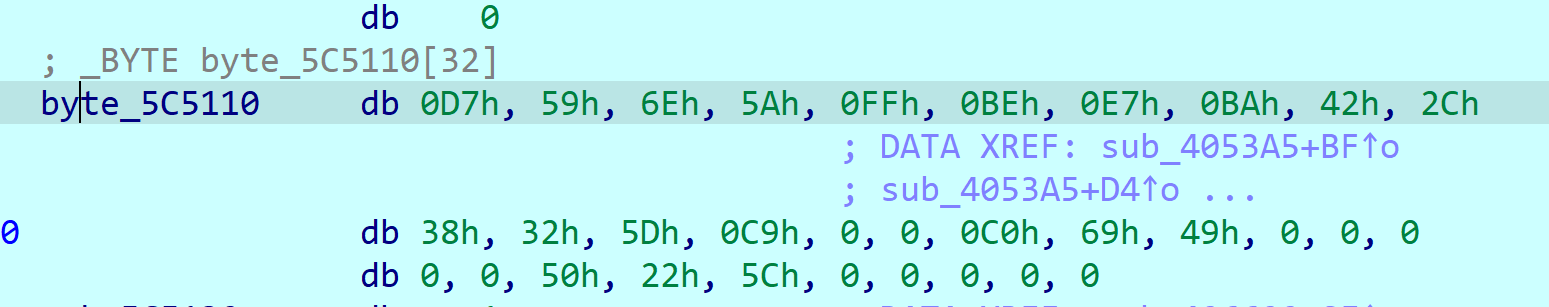 db 0
; _BYTE byte_5C5110[32]
byte_5C5110 db 0D7h, 59h, 6Eh, 5Ah, 0FFh, 0BEh, 0E7h, 0BAh, 42h, 2Ch
; DATA XREF: sub_4053A5+BF↑o
; sub_4053A5+D4↑o ...
0 db 38h, 32h, 5Dh, 0C9h, 0, 0, 0C0h, 69h, 49h, 0, 0, 0
db 0, 0, 50h, 22h, 5Ch, 0, 0, 0, 0, 0